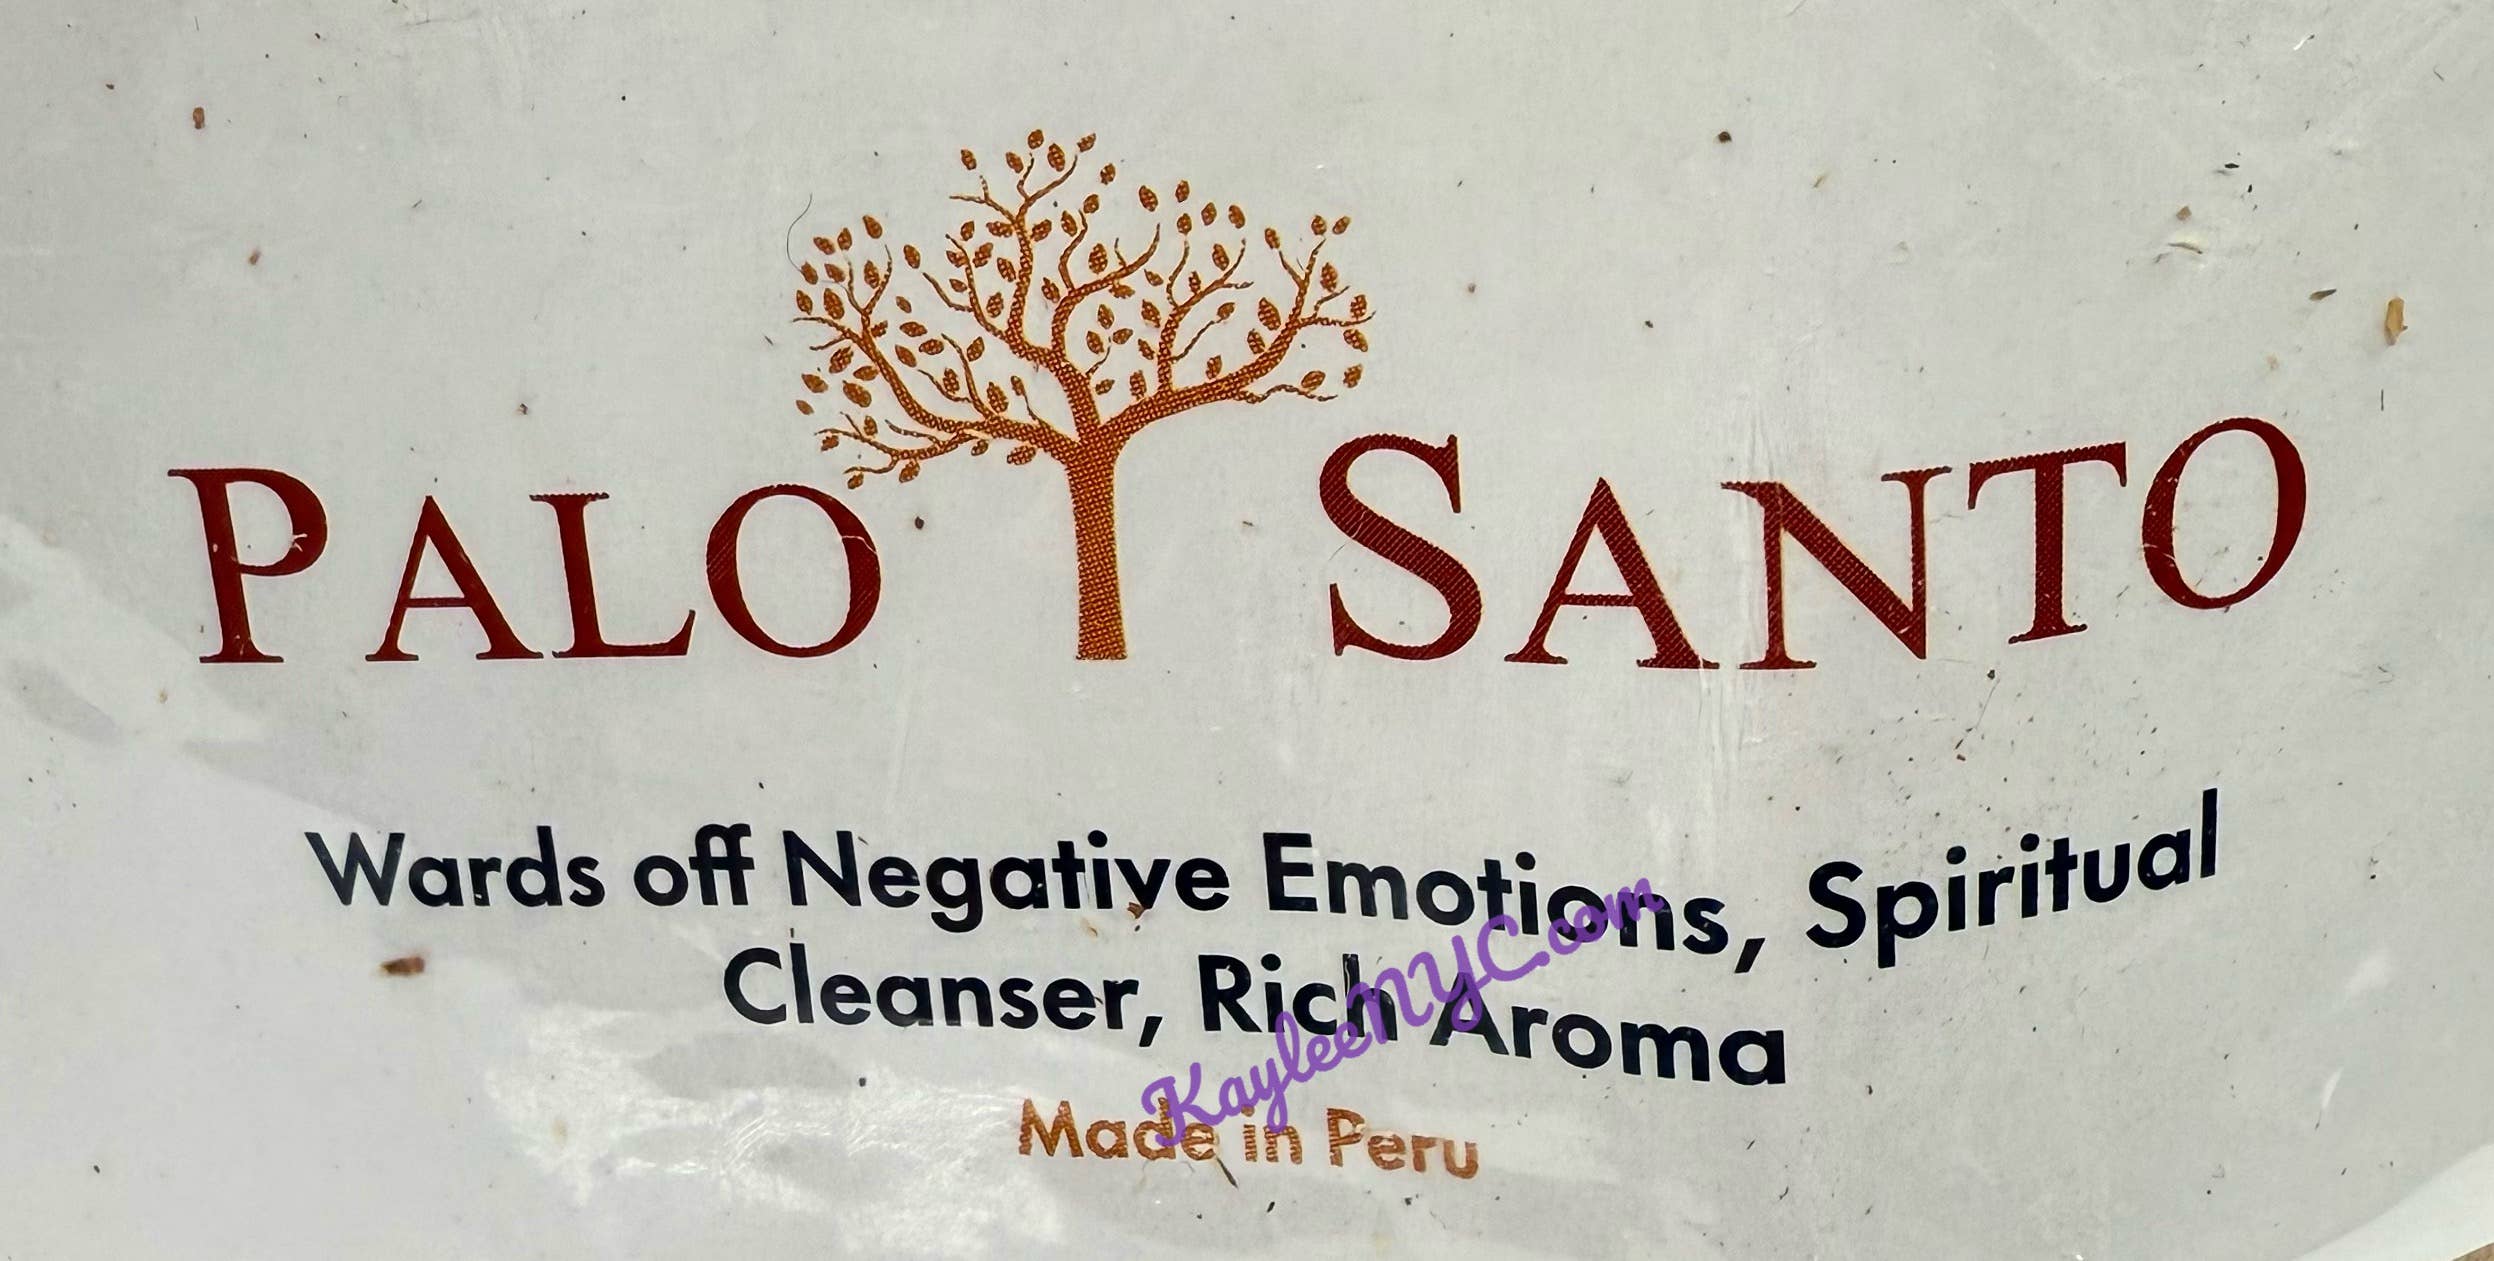 PALO SANTO
Wards off Negative Emotions, Spiritual
Cleanser, Rich Aroma
KayleeNYC.com
Made in Peru